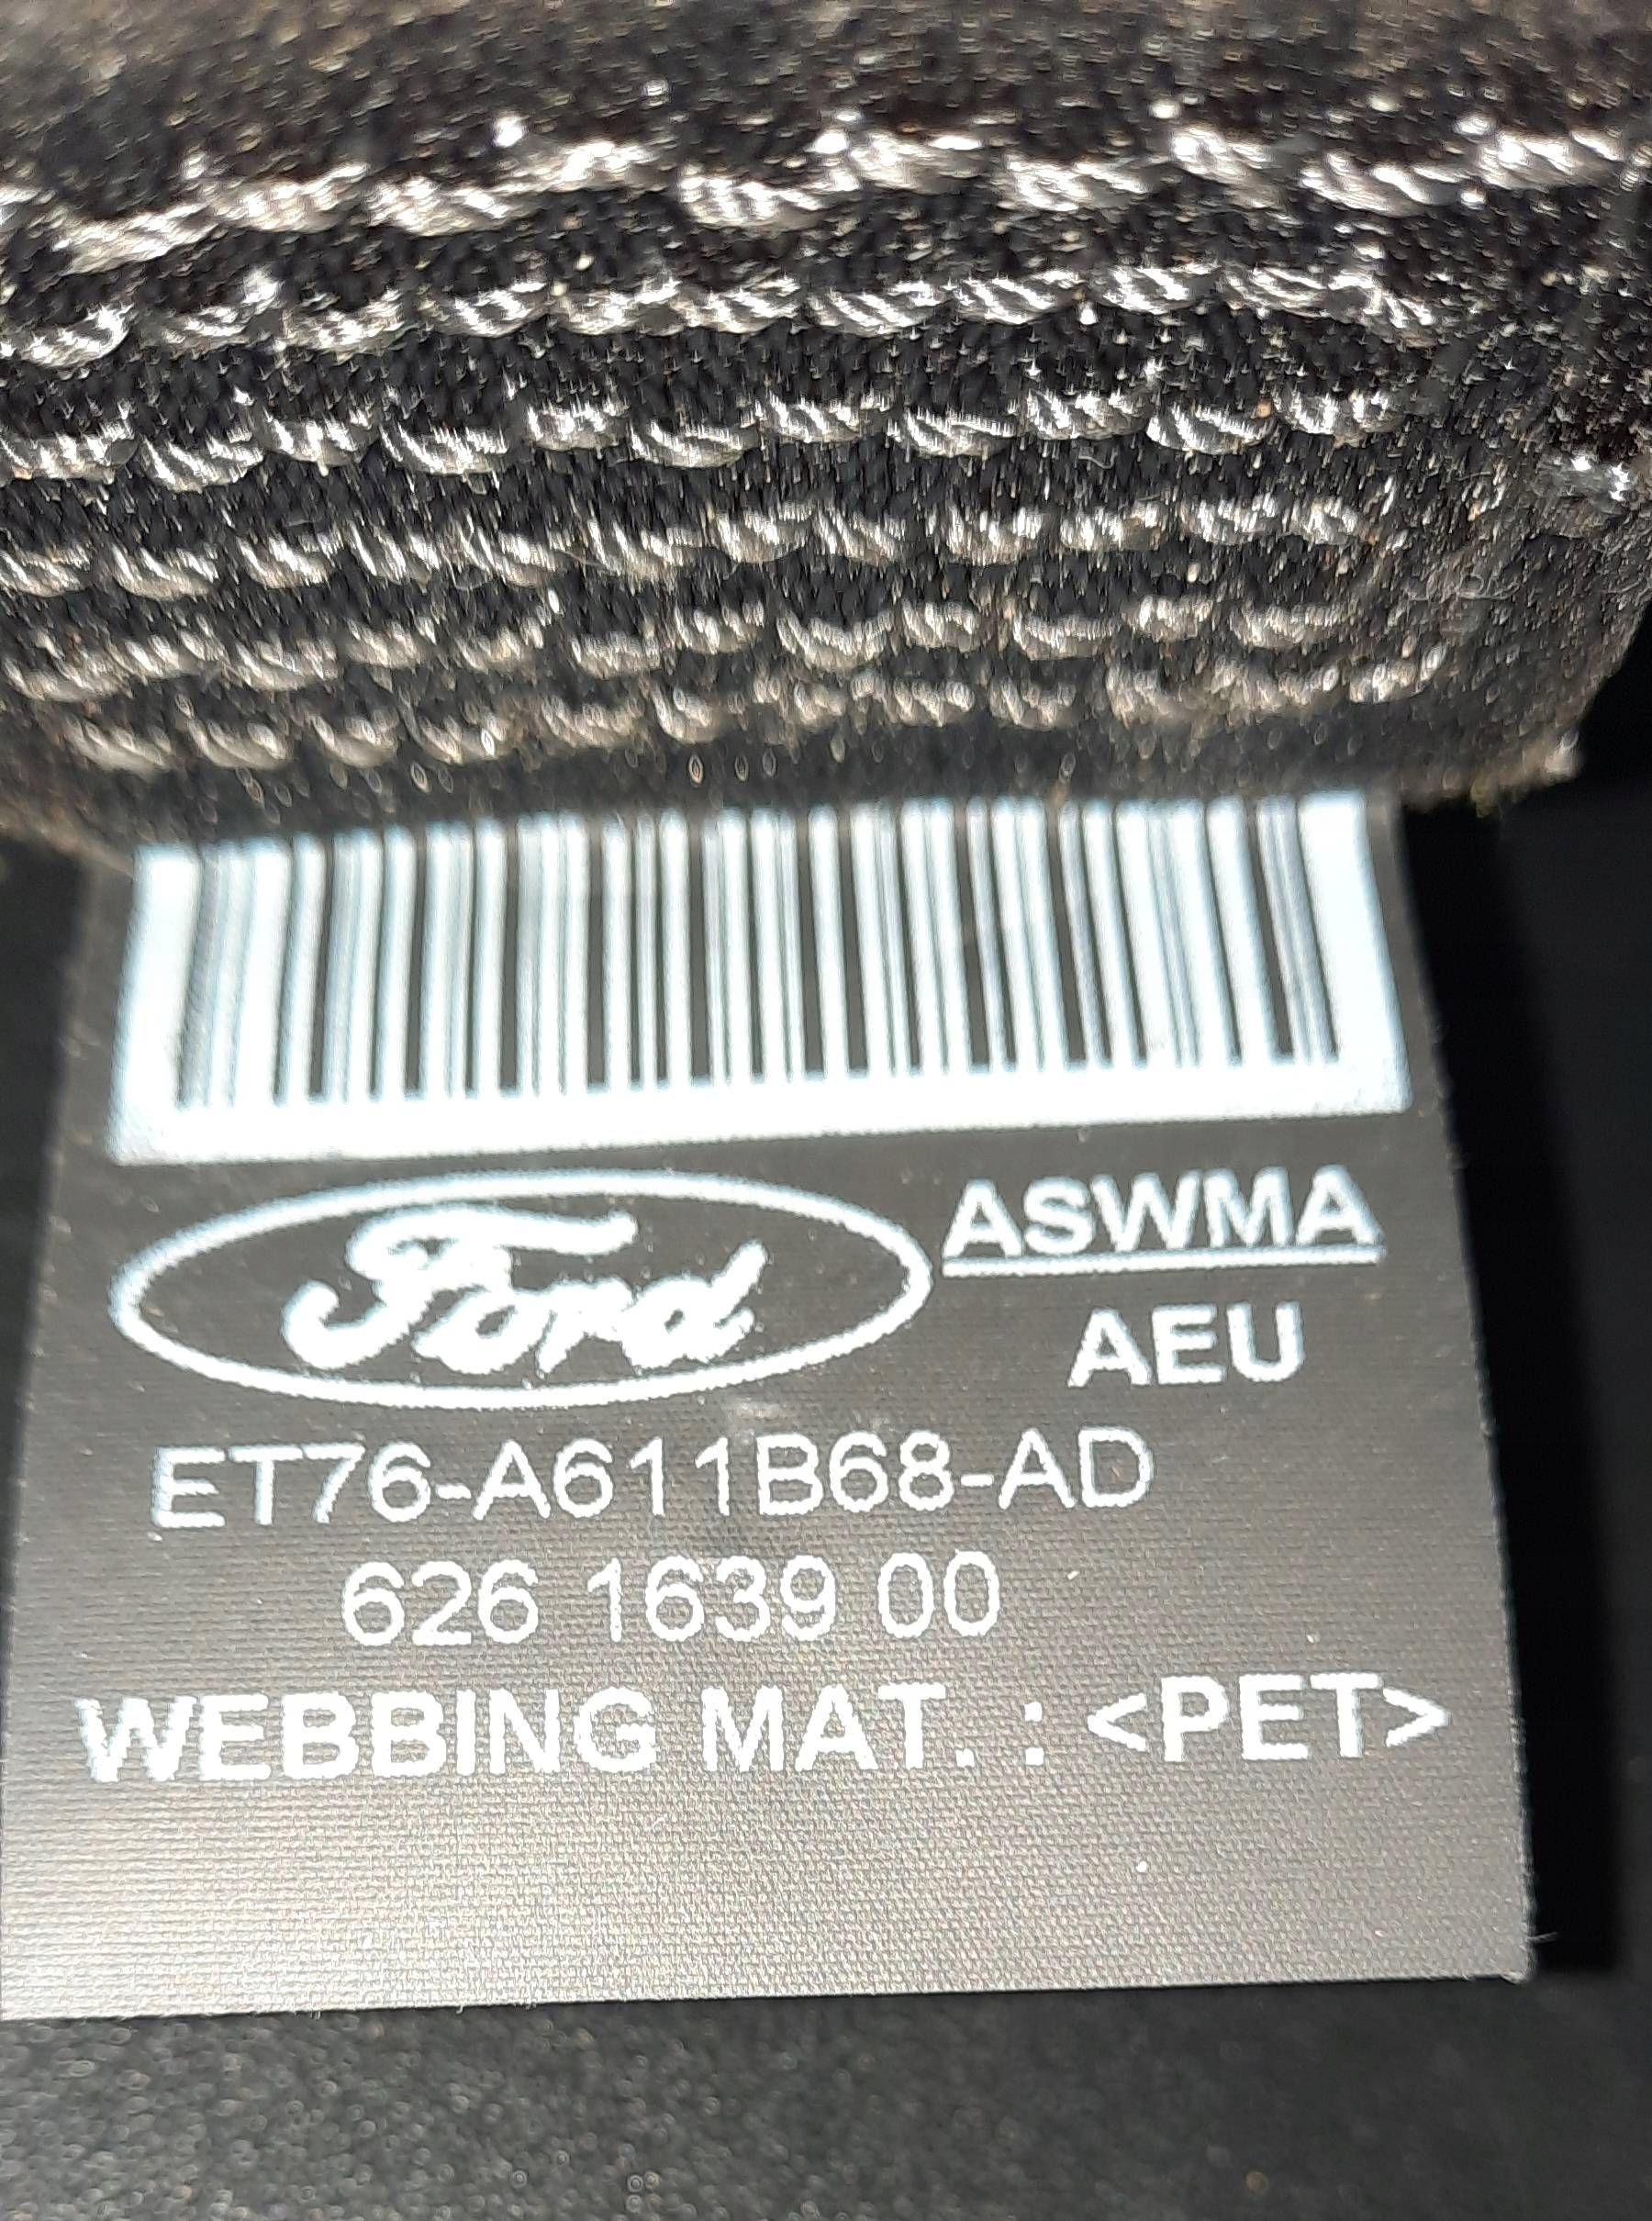 Ford
ASWMA
AEU
ET76-A611B68-AD
626 1639 00
WEBBING MAT. : <PET>